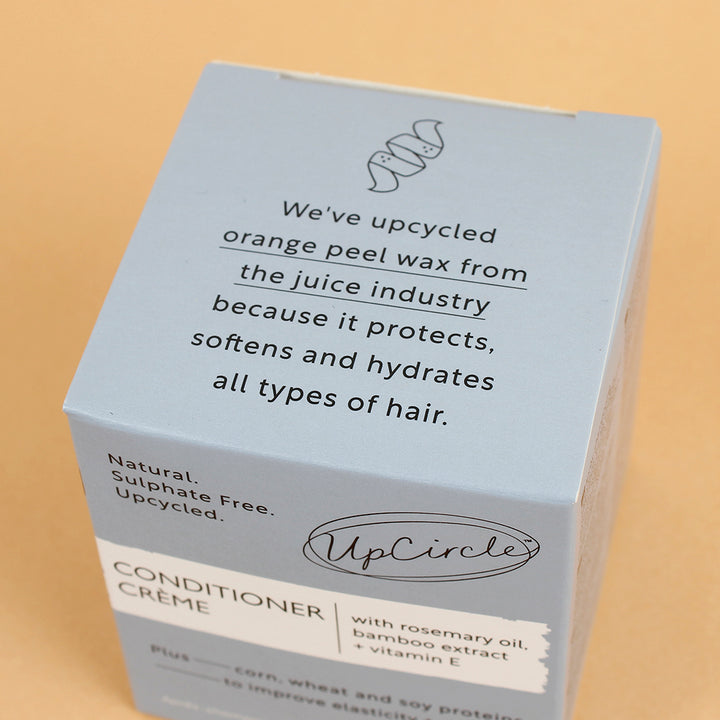 We've upcycled
orange peel wax from
the juice industry
because it protects,
softens and hydrates
all types of hair.
Natural.
Sulphate Free.
Upcycled.
UpCircle™
CONDITIONER
CRÈME
with rosemary oil,
bamboo extract
+ vitamin E
Plus corn, wheat and soy proteins
to improve elasticity